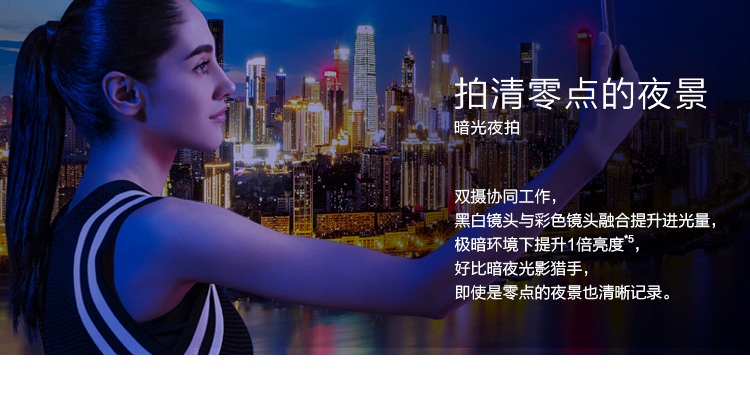 拍清零点的夜景
暗光夜拍
双摄协同工作，
黑白镜头与彩色镜头融合提升进光量，
极暗环境下提升1倍亮度*5，
好比暗夜光影猎手，
即使是零点的夜景也清晰记录。